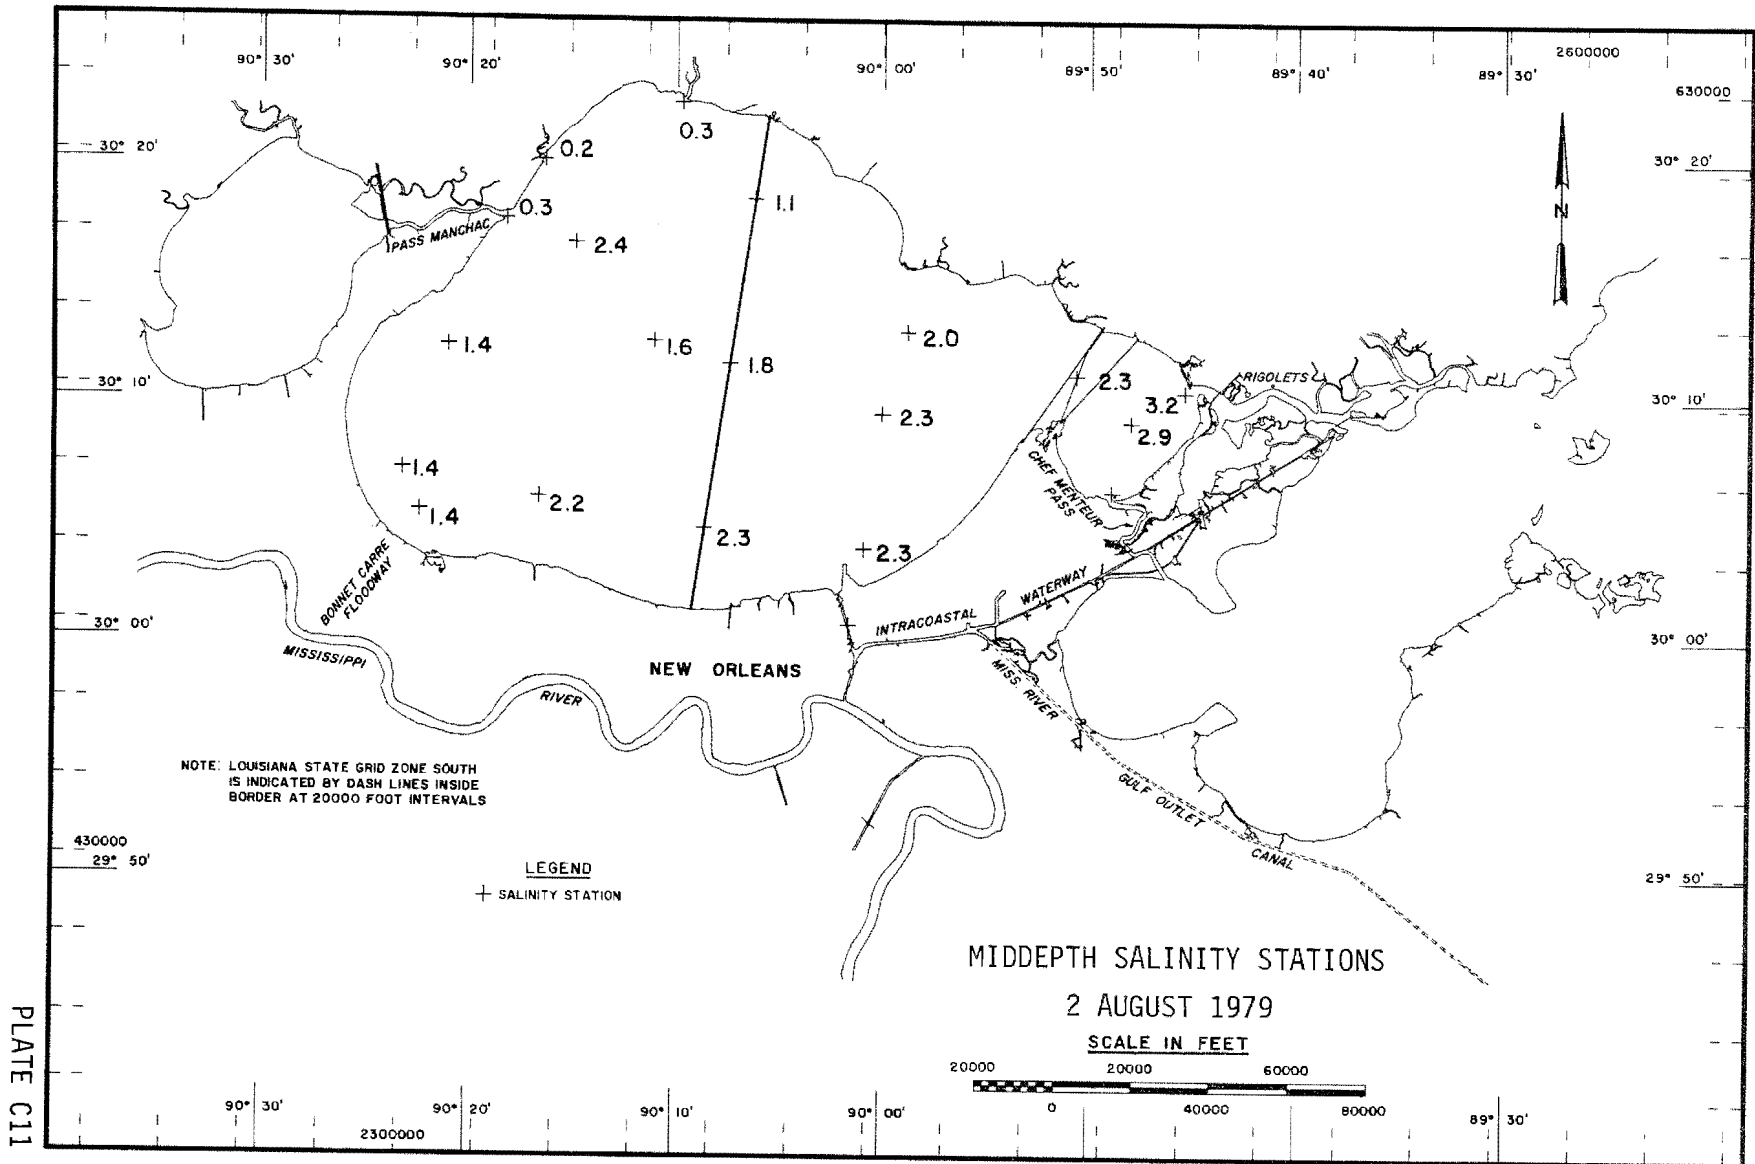 2600000
90° 30'
90° 20'
90° 00'
89° 50'
89° 40'
89° 30'
630000
30° 20'
30° 20'
0.3
0.2
0.3
PASS MANCHAC
1.1
2.4
2.0
1.4
1.6
1.8
2.3
RIGOLETS
30° 10'
3.2
30° 10'
2.3
2.9
CHEF MENTEUR
PASS
1.4
2.2
1.4
2.3
2.3
BONNET CARRE
FLOODWAY
WATERWAY
INTRACOASTAL
30° 00'
30° 00'
MISSISSIPPI
RIVER
NEW ORLEANS
MISS. RIVER
GULF OUTLET
CANAL
NOTE: LOUISIANA STATE GRID ZONE SOUTH
IS INDICATED BY DASH LINES INSIDE
BORDER AT 20000 FOOT INTERVALS
430000
29° 50'
29° 50'
LEGEND
SALINITY STATION
MIDDEPTH SALINITY STATIONS
2 AUGUST 1979
SCALE IN FEET
20000
20000
60000
0
40000
80000
90° 30'
90° 20'
90° 10'
90° 00'
89° 30'
2300000
PLATE C11